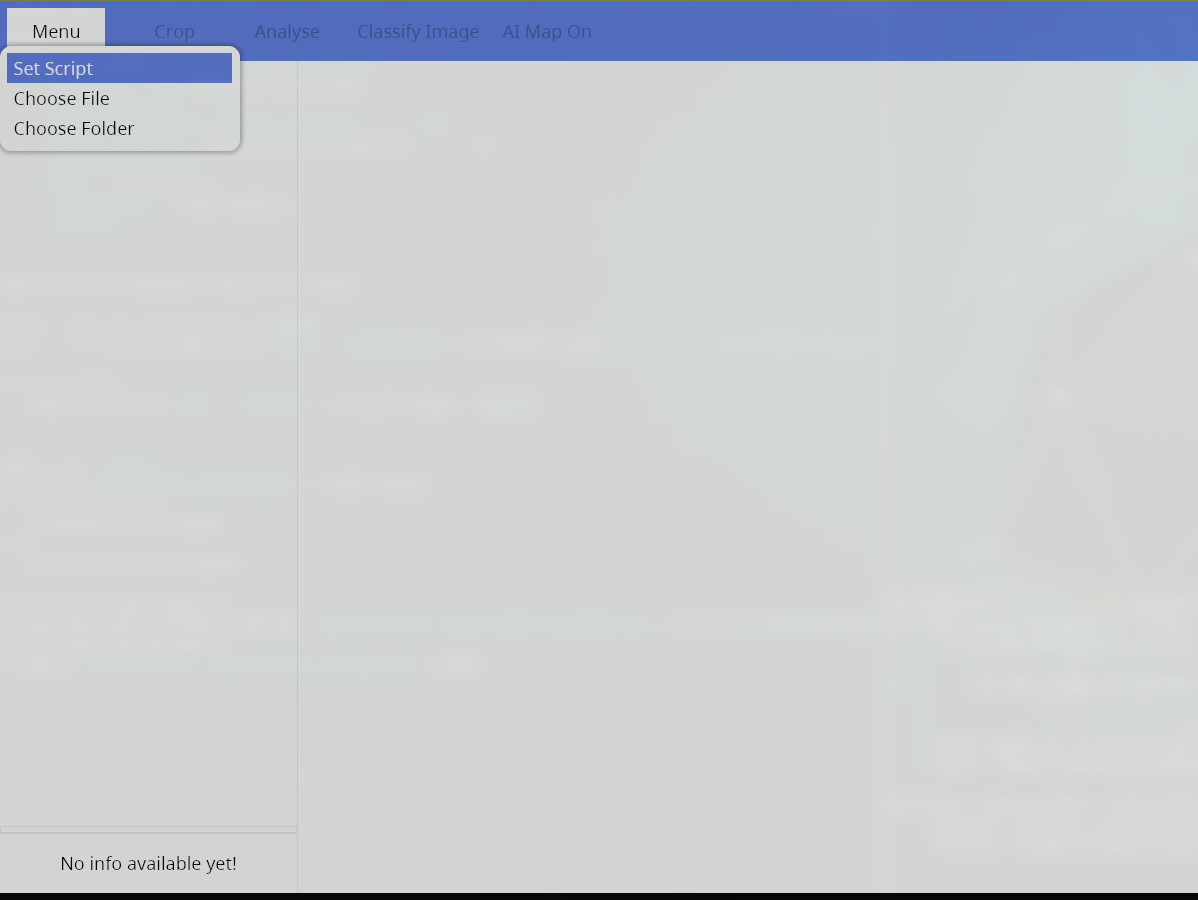 Menu Crop Analyse Classify Image AI Map On
Set Script
Choose File
Choose Folder
No info available yet!